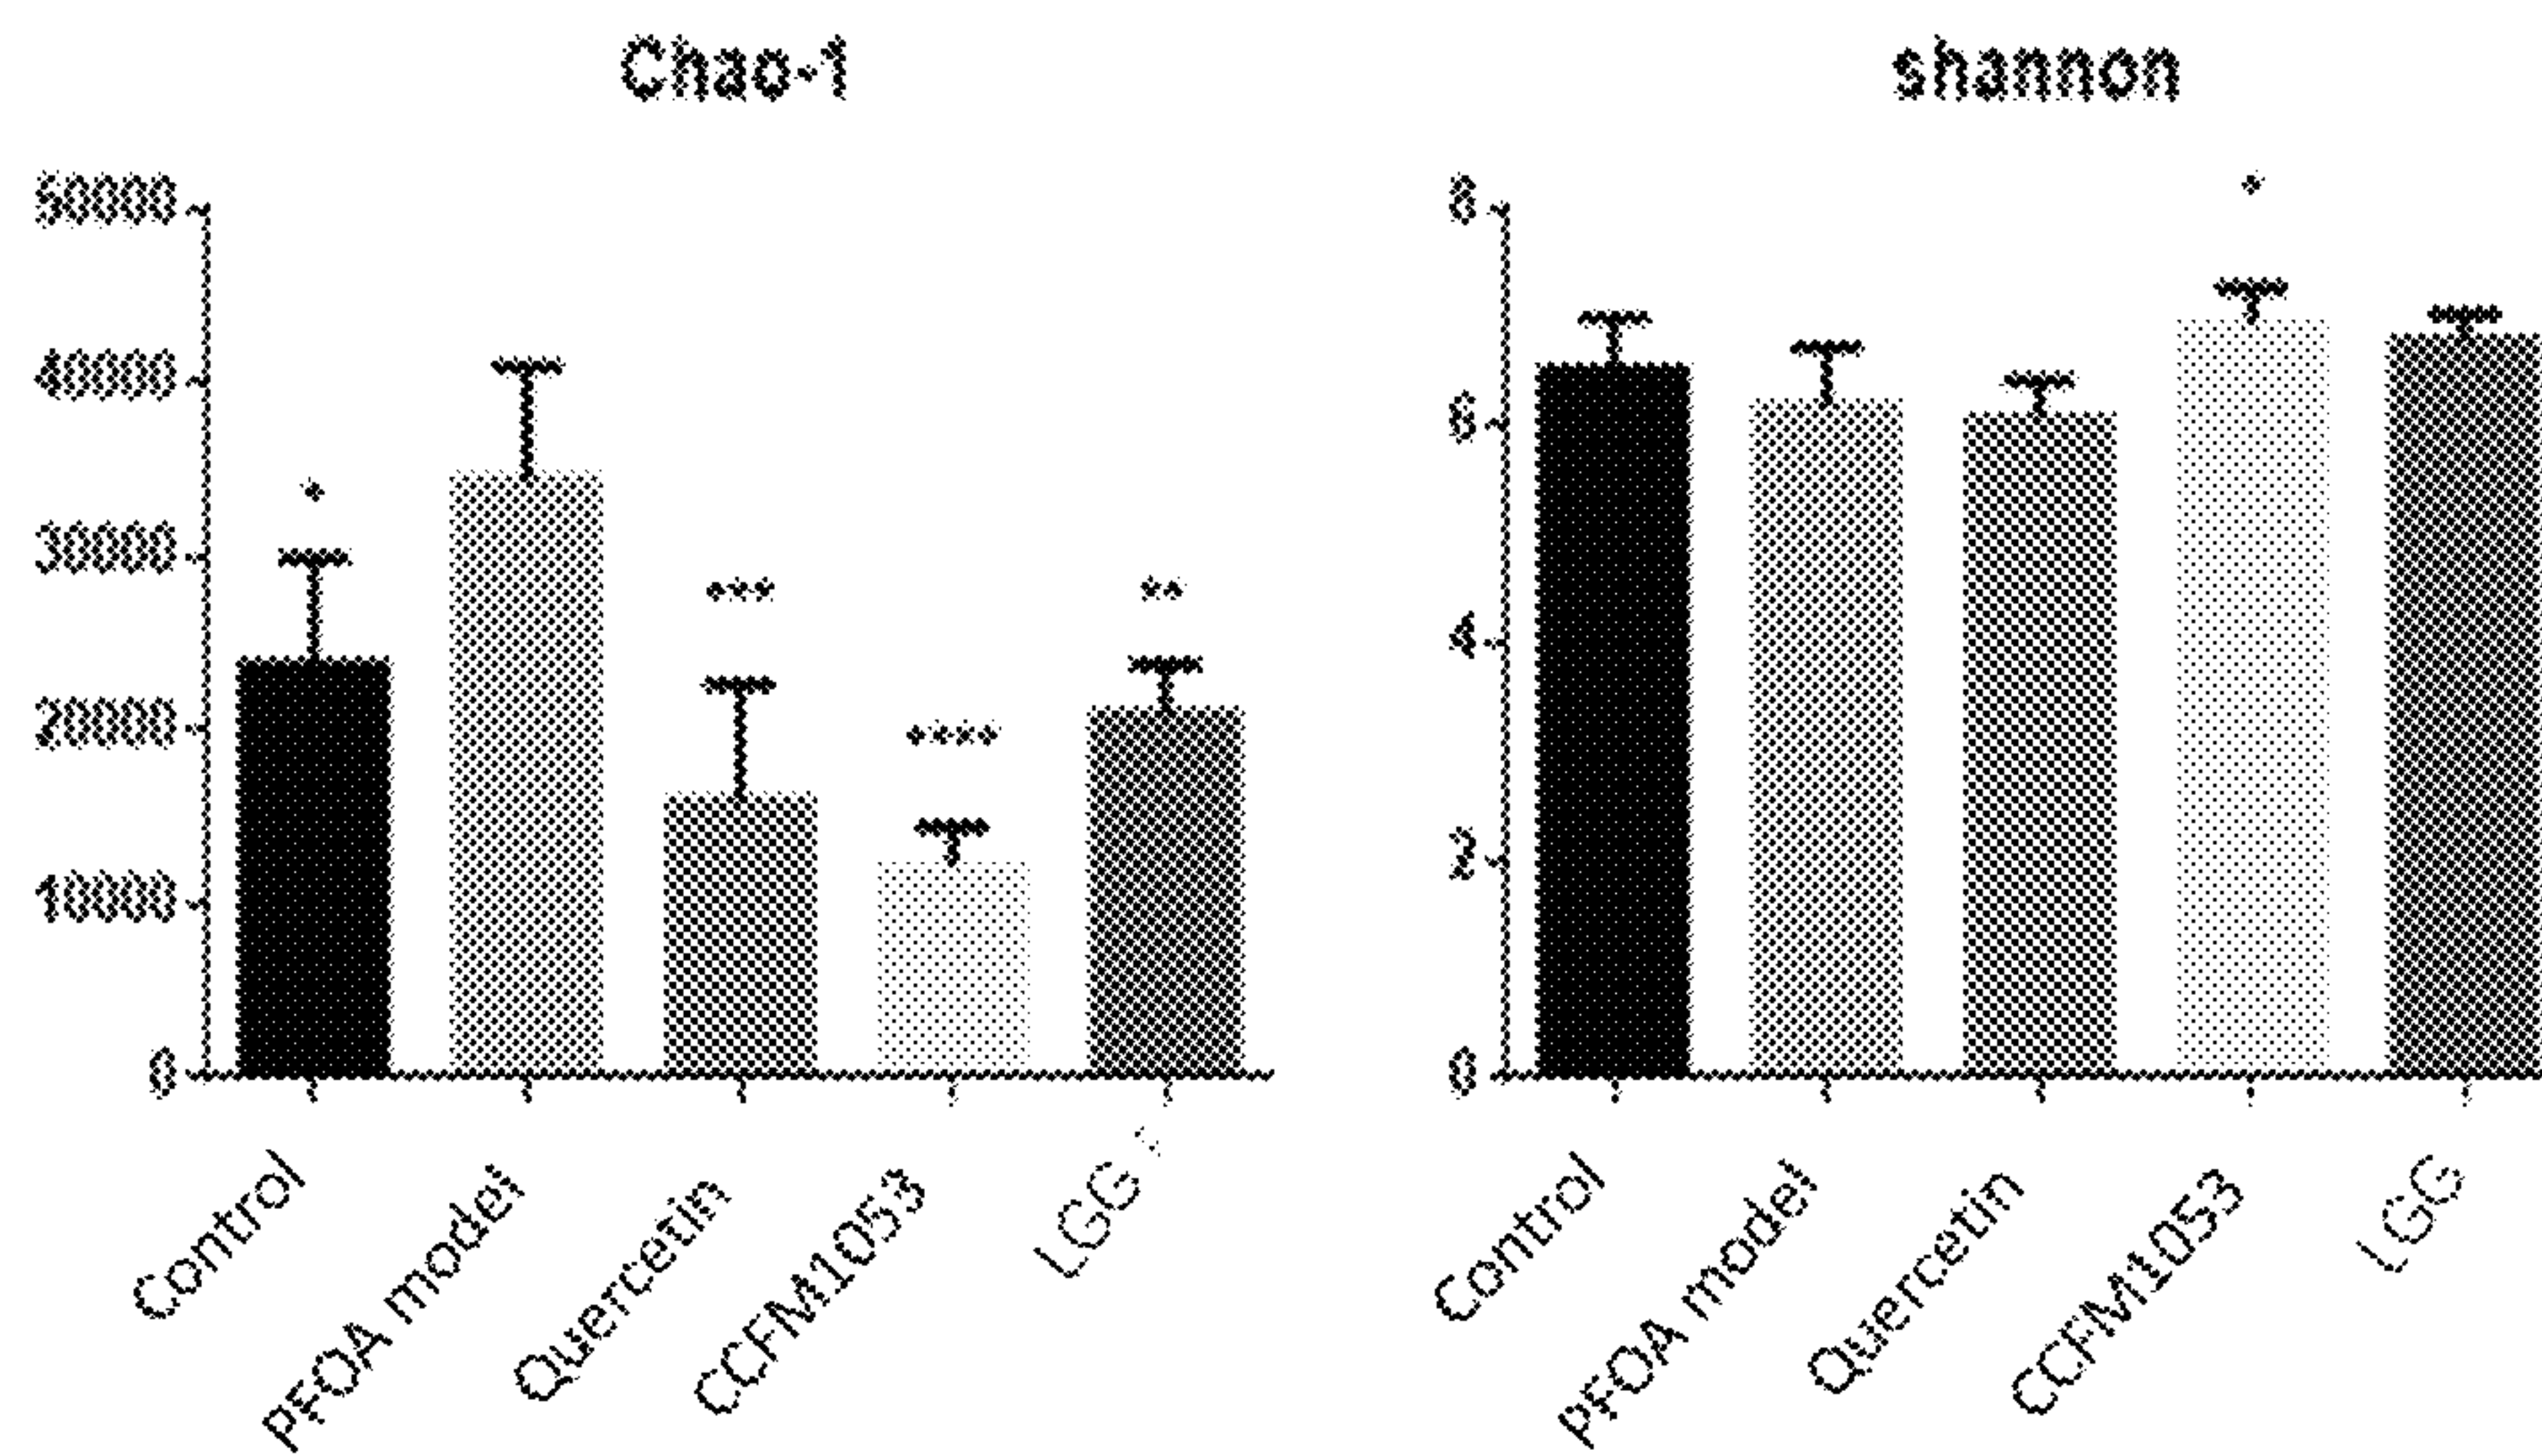 Chao-1
50000
40000
30000
20000
10000
0
*
***
****
**
Control
PFOA model
Quercetin
CCFM1053
LGG
shannon
8
6
4
2
0
*
Control
PFOA model
Quercetin
CCFM1053
LGG